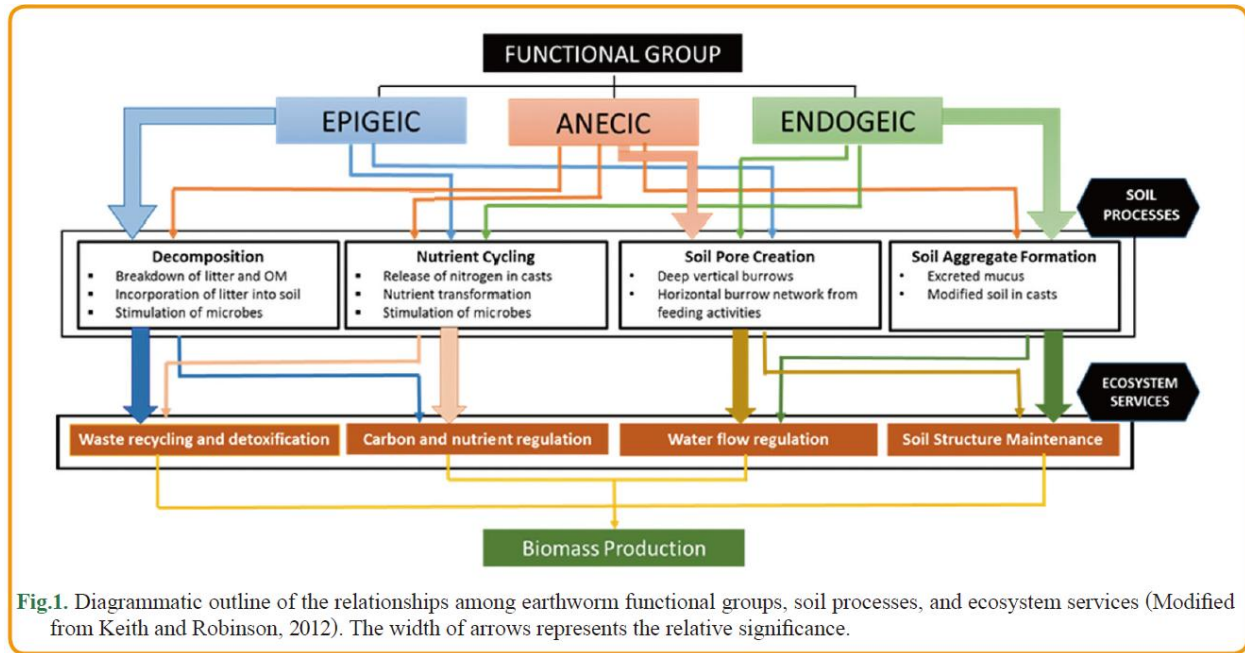 FUNCTIONAL GROUP
EPIGEIC
ANECIC
ENDOGEIC
SOIL
PROCESSES
Decomposition
▪ Breakdown of litter and OM
▪ Incorporation of litter into soil
▪ Stimulation of microbes
Nutrient Cycling
▪ Release of nitrogen in casts
▪ Nutrient transformation
▪ Stimulation of microbes
Soil Pore Creation
• Deep vertical burrows
• Horizontal burrow network from
feeding activities
Soil Aggregate Formation
• Excreted mucus
• Modified soil in casts
ECOSYSTEM
SERVICES
Waste recycling and detoxification
Carbon and nutrient regulation
Water flow regulation
Soil Structure Maintenance
Biomass Production
Fig.1. Diagrammatic outline of the relationships among earthworm functional groups, soil processes, and ecosystem services (Modified
from Keith and Robinson, 2012). The width of arrows represents the relative significance.